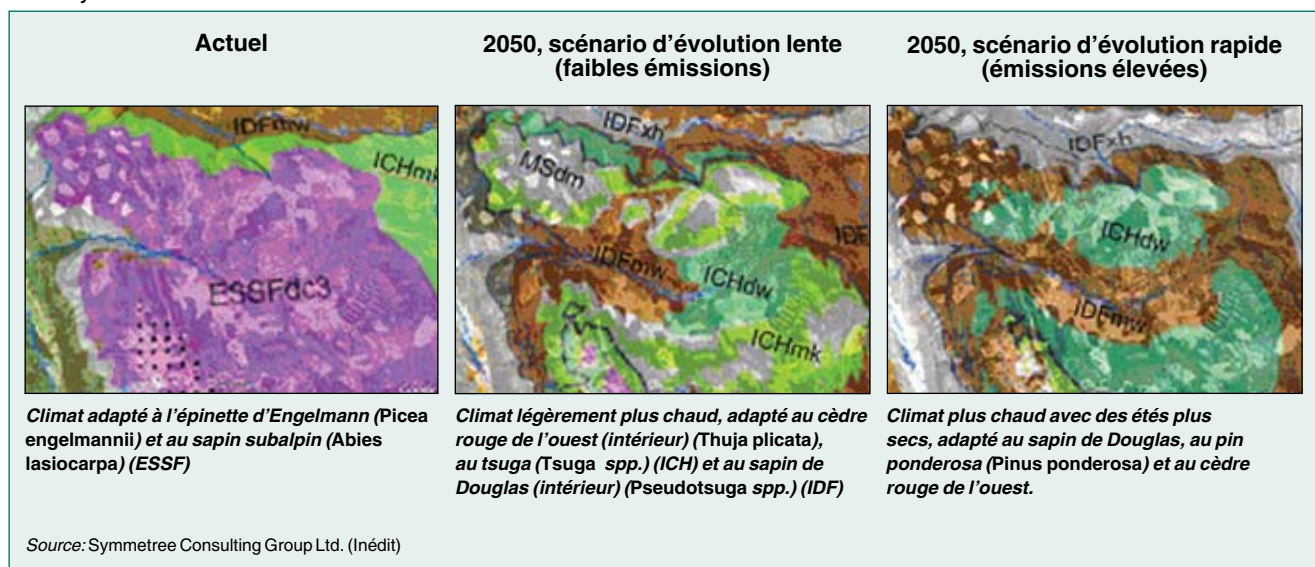 Actuel
2050, scénario d'évolution lente
(faibles émissions)
2050, scénario d'évolution rapide
(émissions élevées)
IDFmw
ICHmk
ESSFdc3
IDFxh
MSdm
IDF
IDFmw
ICHdw
ICHmk
IDFxh
ICHdw
IDFmw
Climat adapté à l'épinette d'Engelmann (Picea
engelmannii) et au sapin subalpin (Abies
lasiocarpa) (ESSF)
Climat légèrement plus chaud, adapté au cèdre
rouge de l'ouest (intérieur) (Thuja plicata),
au tsuga (Tsuga spp.) (ICH) et au sapin de
Douglas (intérieur) (Pseudotsuga spp.) (IDF)
Climat plus chaud avec des étés plus
secs, adapté au sapin de Douglas, au pin
ponderosa (Pinus ponderosa) et au cèdre
rouge de l'ouest.
Source: Symmetree Consulting Group Ltd. (Inédit)